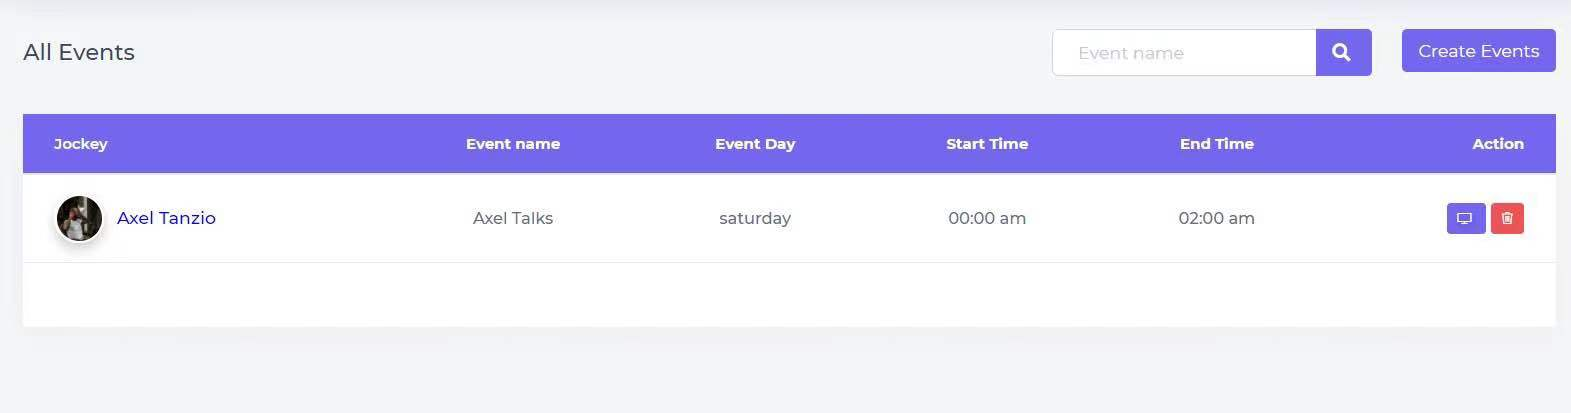 All Events
Event name
Create Events
Jockey Event name Event Day Start Time End Time Action
Axel Tanzio Axel Talks saturday 00:00 am 02:00 am